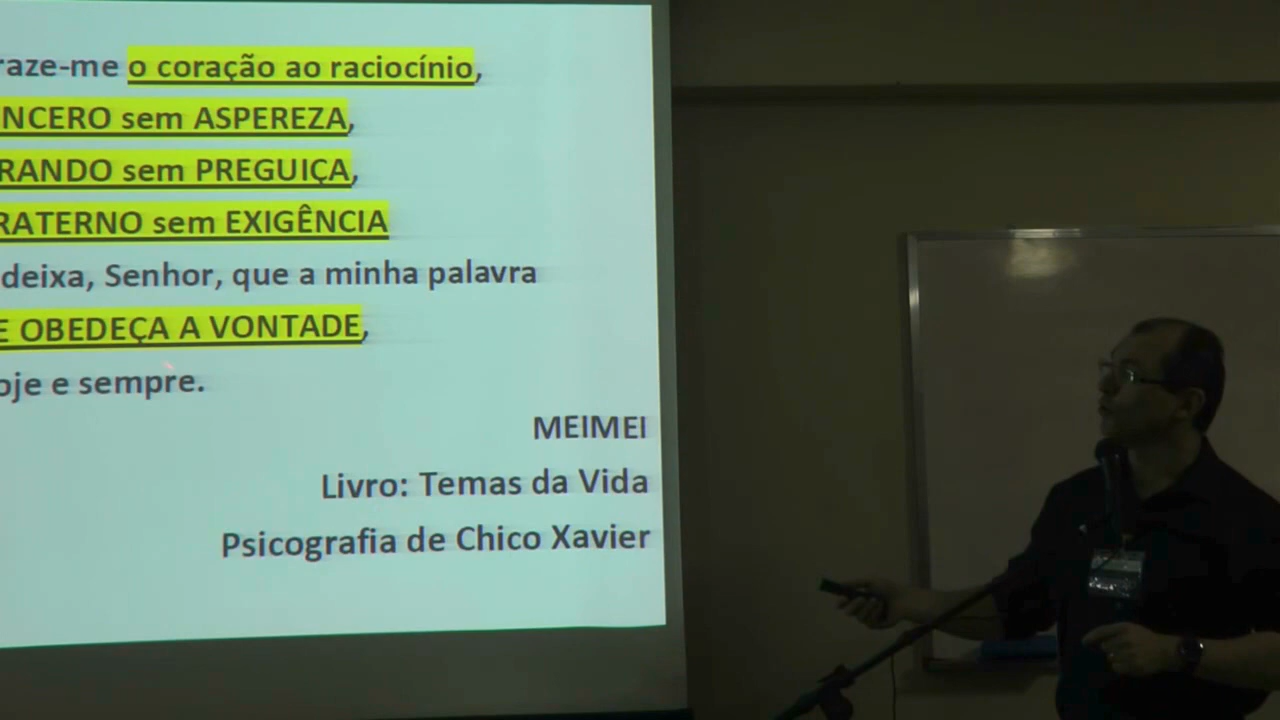 raze-me o coração ao raciocínio,
NCERO sem ASPEREZA,
RANDO sem PREGUIÇA,
RATERNO sem EXIGÊNCIA
deixa, Senhor, que a minha palavra
E OBEDEÇA A VONTADE,
oje e sempre.
MEIMEI
Livro: Temas da Vida
Psicografia de Chico Xavier